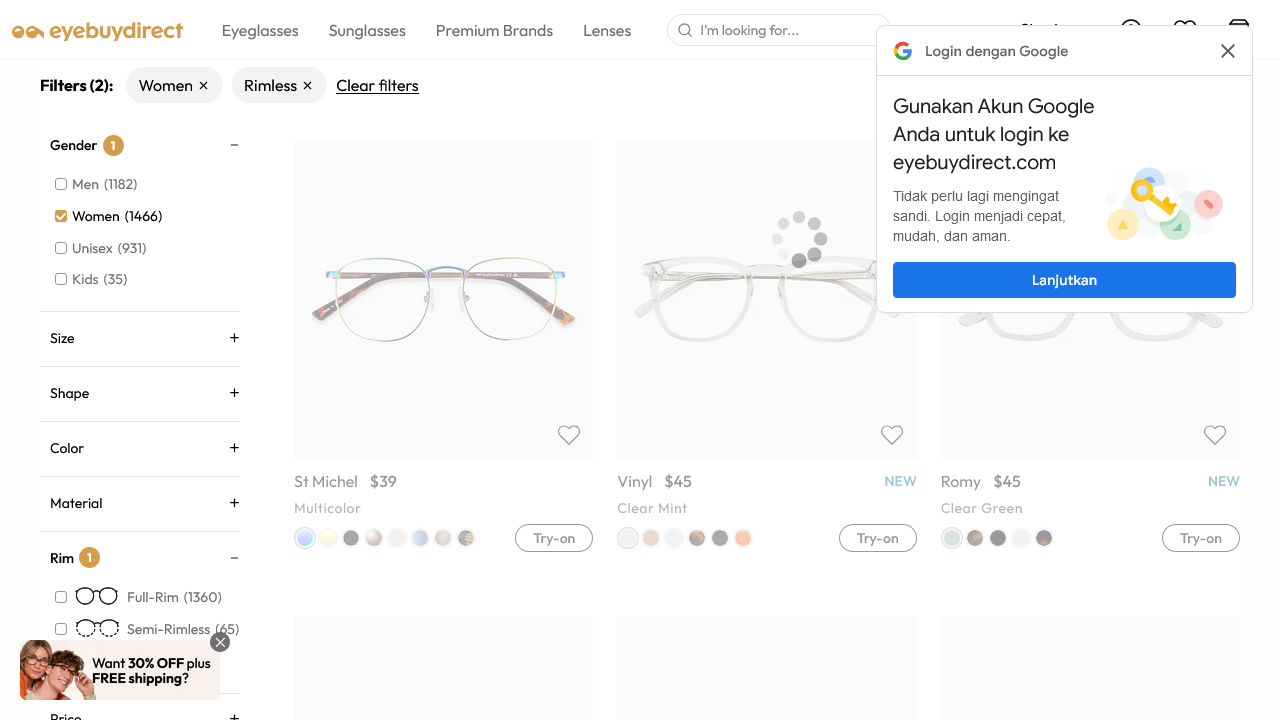 eyebuydirect
Eyeglasses
Sunglasses
Premium Brands
Lenses
I'm looking for...
Filters (2):
Women ×
Rimless ×
Clear filters
Gender 1 −
Men (1182)
Women (1466)
Unisex (931)
Kids (35)
Size +
Shape +
Color +
Material +
Rim 1 −
Full-Rim (1360)
Semi-Rimless (65)
Price +
Want 30% OFF plus
FREE shipping?
St Michel $39
Multicolor
Try-on
Vinyl $45 NEW
Clear Mint
Try-on
Romy $45 NEW
Clear Green
Try-on
Login dengan Google
Gunakan Akun Google
Anda untuk login ke
eyebuydirect.com
Tidak perlu lagi mengingat
sandi. Login menjadi cepat,
mudah, dan aman.
Lanjutkan